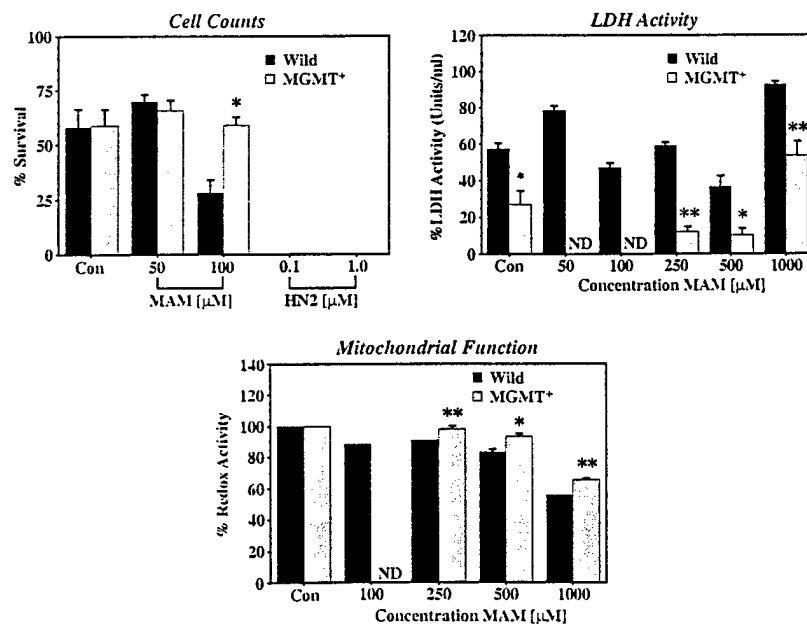 Cell Counts
100
75
50
25
0
% Survival
Wild
MGMT+
*
Con
50
100
0.1
1.0
MAM [µM]
HN2 [µM]
LDH Activity
120
100
80
60
40
20
0
%LDH Activity (Units/ml)
Wild
MGMT+
*
ND
ND
**
*
**
Con
50
100
250
500
1000
Concentration MAM [µM]
Mitochondrial Function
140
120
100
80
60
40
20
0
% Redox Activity
Wild
MGMT+
ND
**
*
**
Con
100
250
500
1000
Concentration MAM [µM]